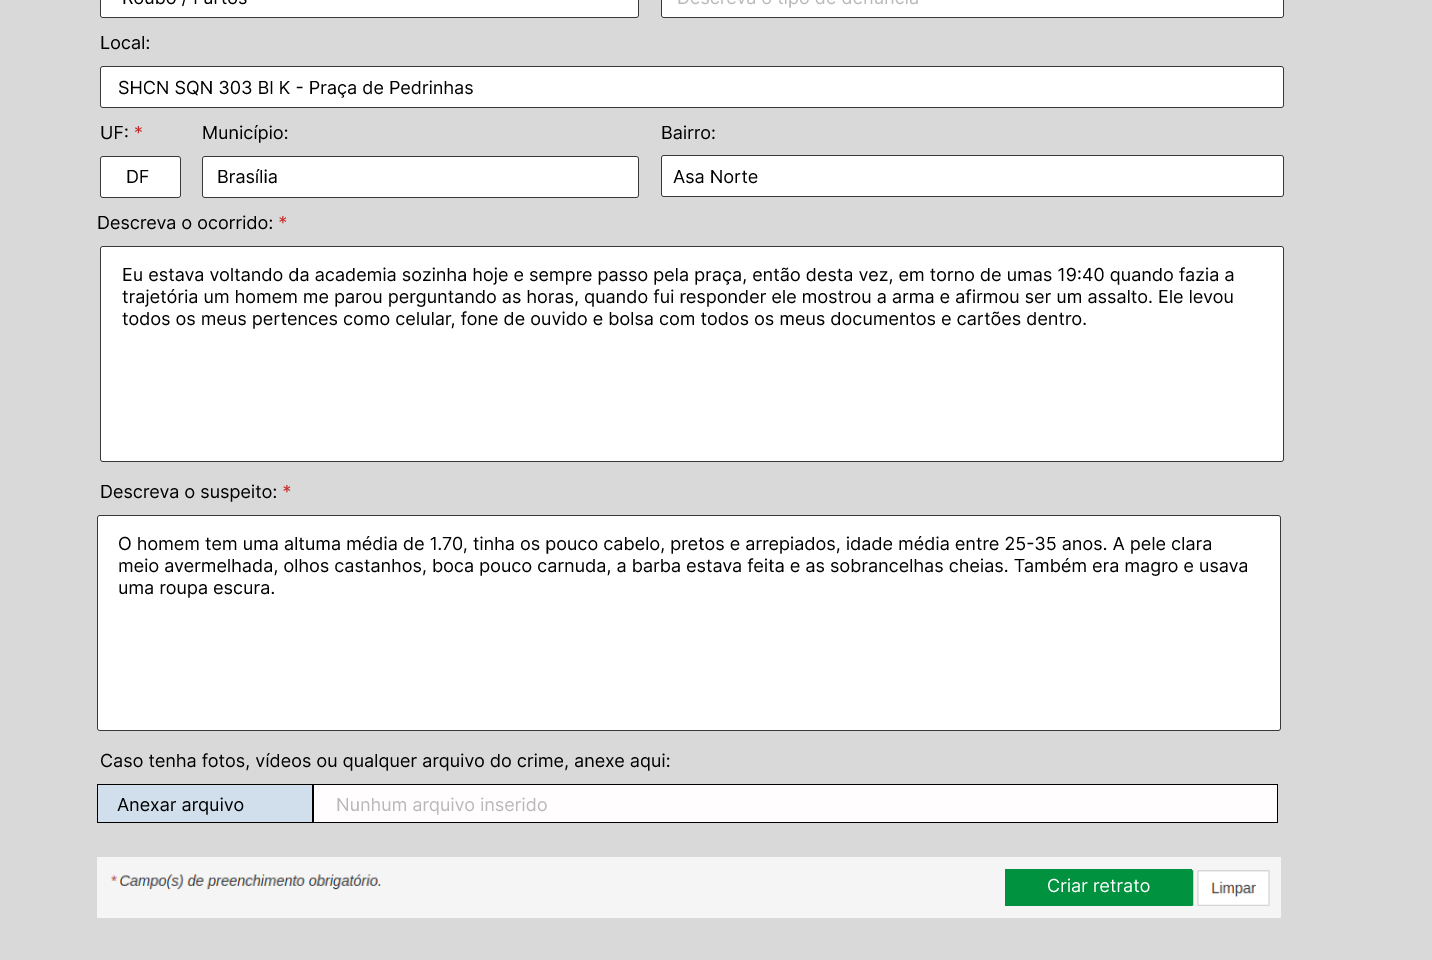 Roubo / Furtos
Descreva o tipo de denúncia
Local:
SHCN SQN 303 Bl K - Praça de Pedrinhas
UF: * Município: Bairro:
DF Brasília Asa Norte
Descreva o ocorrido: *
Eu estava voltando da academia sozinha hoje e sempre passo pela praça, então desta vez, em torno de umas 19:40 quando fazia a
trajetória um homem me parou perguntando as horas, quando fui responder ele mostrou a arma e afirmou ser um assalto. Ele levou
todos os meus pertences como celular, fone de ouvido e bolsa com todos os meus documentos e cartões dentro.
Descreva o suspeito: *
O homem tem uma altuma média de 1.70, tinha os pouco cabelo, pretos e arrepiados, idade média entre 25-35 anos. A pele clara
meio avermelhada, olhos castanhos, boca pouco carnuda, a barba estava feita e as sobrancelhas cheias. Também era magro e usava
uma roupa escura.
Caso tenha fotos, vídeos ou qualquer arquivo do crime, anexe aqui:
Anexar arquivo Nenhum arquivo inserido
* Campo(s) de preenchimento obrigatório.
Criar retrato Limpar